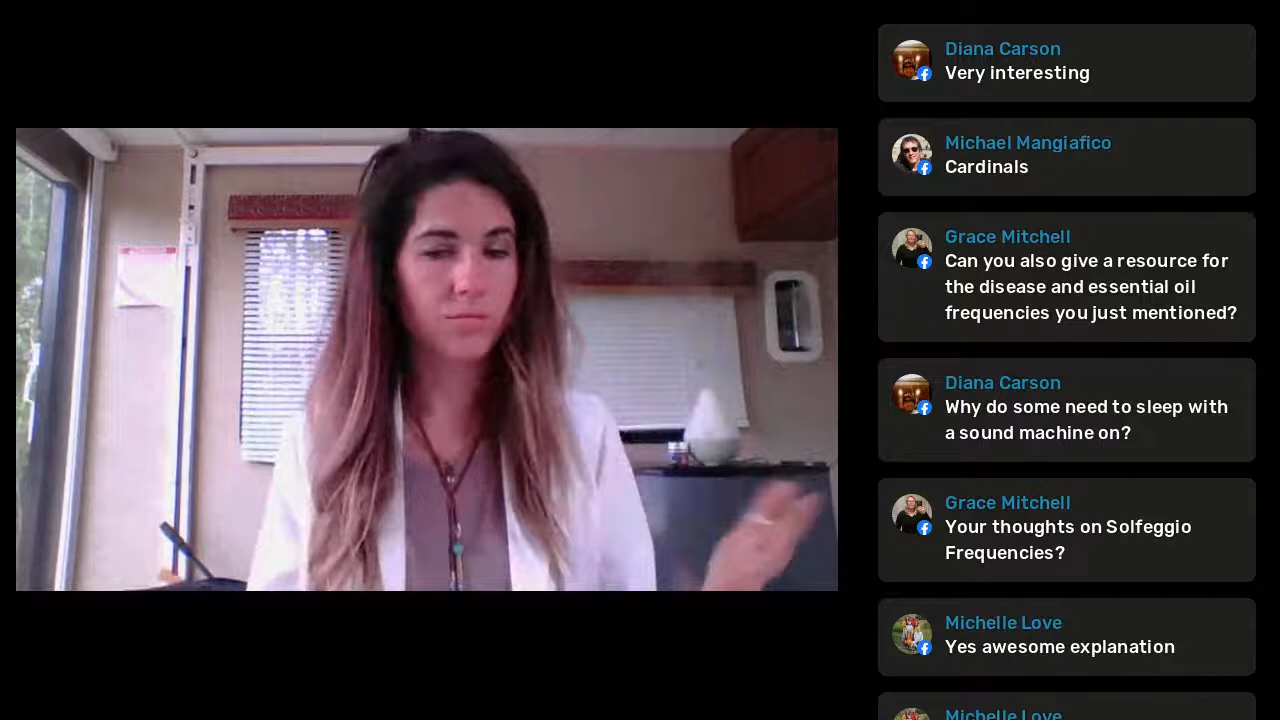 Diana Carson
Very interesting
Michael Mangiafico
Cardinals
Grace Mitchell
Can you also give a resource for
the disease and essential oil
frequencies you just mentioned?
Diana Carson
Why do some need to sleep with
a sound machine on?
Grace Mitchell
Your thoughts on Solfeggio
Frequencies?
Michelle Love
Yes awesome explanation
Michelle Love